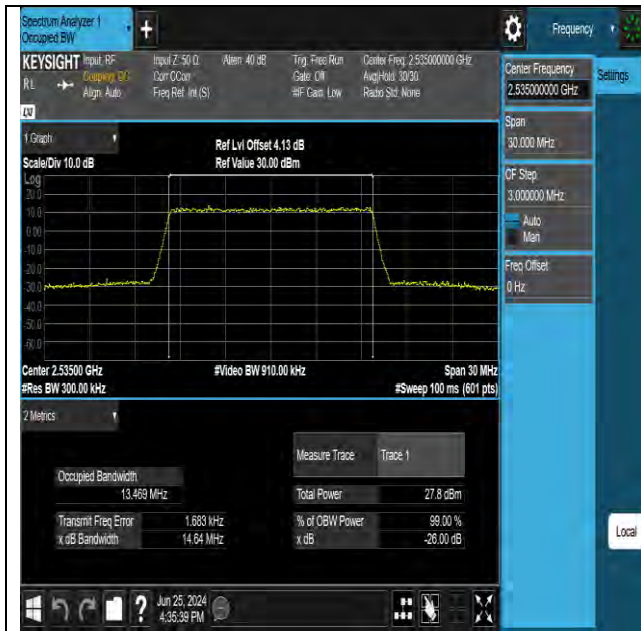 Spectrum Analyzer 1
Occupied BW
Frequency
KEYSIGHT
Input: RF
Input Z: 50 Ω
Atten: 40 dB
Trig: Free Run
Center Freq: 2.535000000 GHz
RL
Coupling: DC
Corr CCorr
Gate: Off
Avg|Hold: 30/30
Align: Auto
Freq Ref: Int (S)
#IF Gain: Low
Radio Std: None
Center Frequency
2.535000000 GHz
Settings
Span
30.000 MHz
CF Step
3.000000 MHz
Auto
Man
Freq Offset
0 Hz
Local
1 Graph
Ref Lvl Offset 4.13 dB
Scale/Div 10.0 dB
Ref Value 30.00 dBm
Log
20.0
10.0
0.00
-10.0
-20.0
-30.0
-40.0
-50.0
-60.0
Center 2.53500 GHz
#Video BW 910.00 kHz
Span 30 MHz
#Res BW 300.00 kHz
#Sweep 100 ms (601 pts)
2 Metrics
Measure Trace
Trace 1
Occupied Bandwidth
13.469 MHz
Total Power
27.8 dBm
Transmit Freq Error
1.683 kHz
% of OBW Power
99.00 %
x dB Bandwidth
14.64 MHz
x dB
-26.00 dB
?
Jun 25, 2024
4:35:39 PM